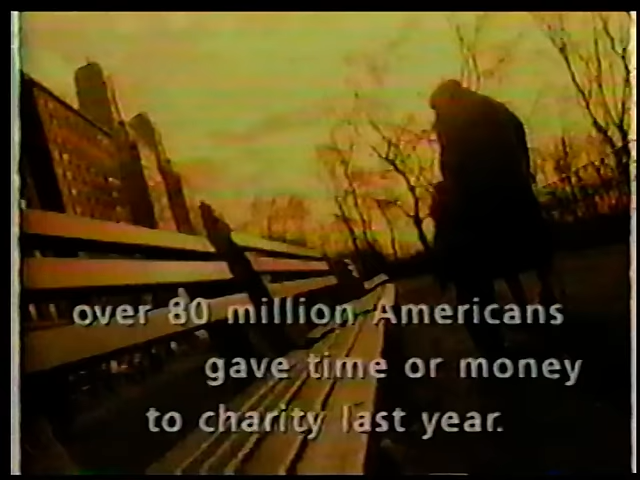 over 80 million Americans
gave time or money
to charity last year.